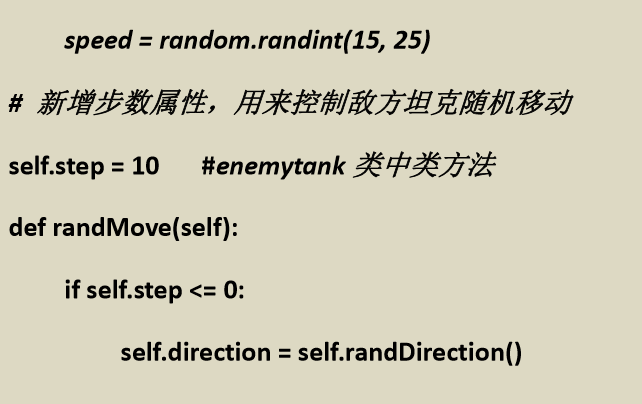 speed = random.randint(15, 25)
# 新增步数属性，用来控制敌方坦克随机移动
self.step = 10 #enemytank 类中类方法
def randMove(self):
if self.step <= 0:
self.direction = self.randDirection()